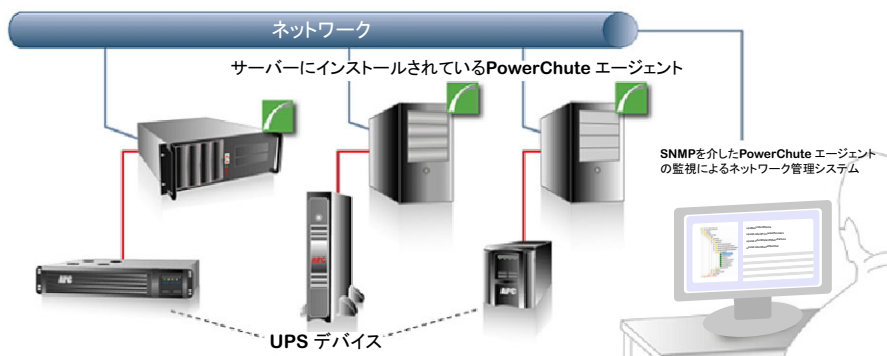 ネットワーク
サーバーにインストールされているPowerChute エージェント
SNMPを介したPowerChute エージェント
の監視によるネットワーク管理システム
APC
APC
APC
UPS デバイス